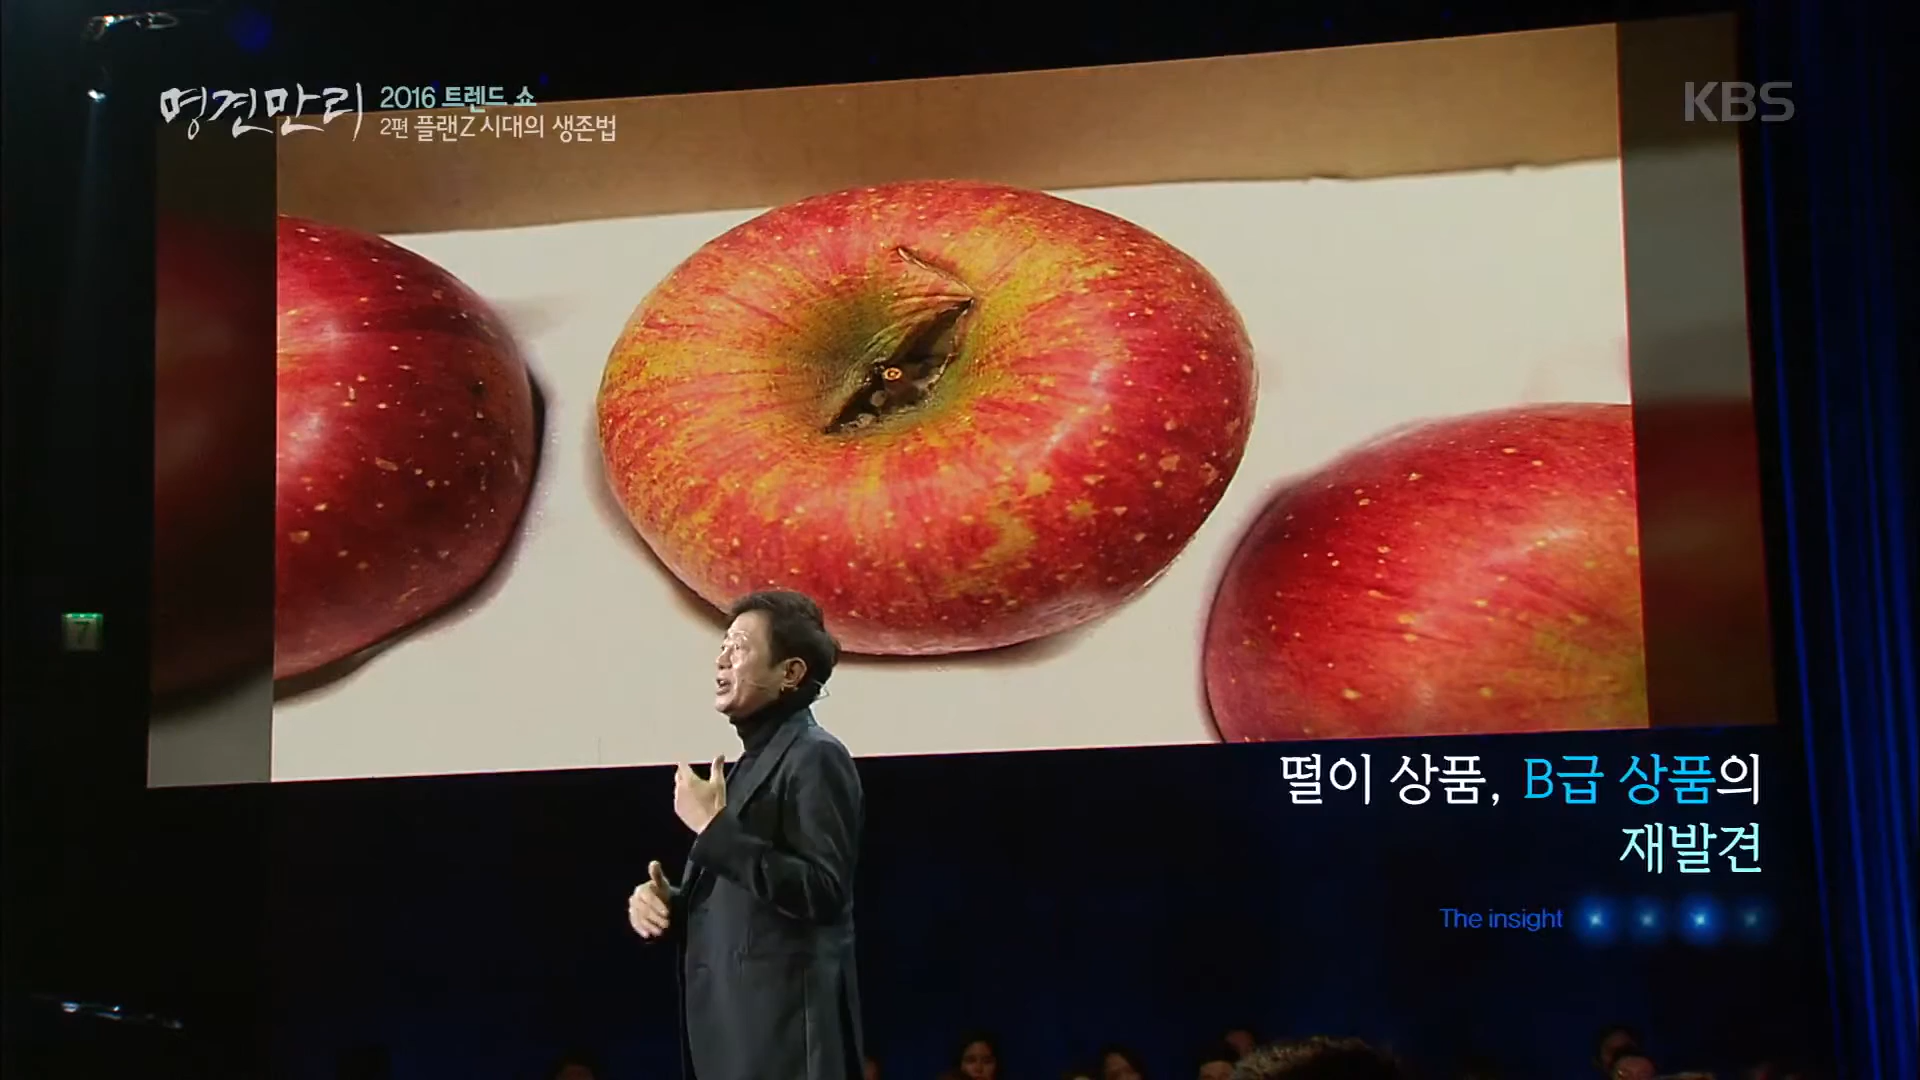 명견만리
2016 트렌드 쇼
2편 플랜Z 시대의 생존법
KBS
7
떨이 상품, B급 상품의
재발견
The insight